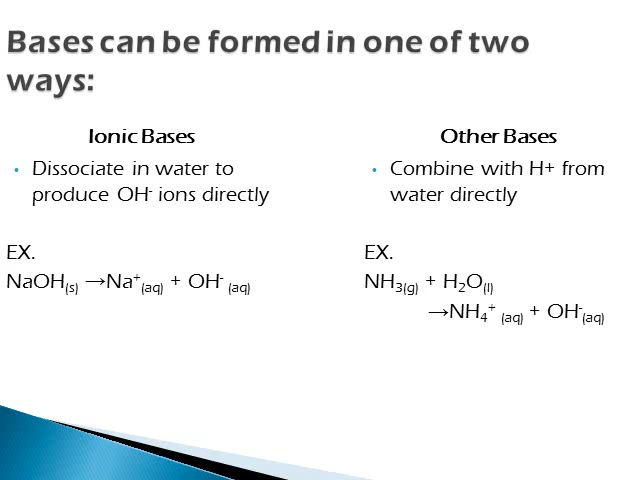 Bases can be formed in one of two
ways:
Ionic Bases
• Dissociate in water to
produce OH⁻ ions directly
EX.
NaOH(s) →Na⁺(aq) + OH⁻ (aq)
Other Bases
• Combine with H+ from
water directly
EX.
NH₃(g) + H₂O(l)
→NH₄⁺ (aq) + OH⁻(aq)